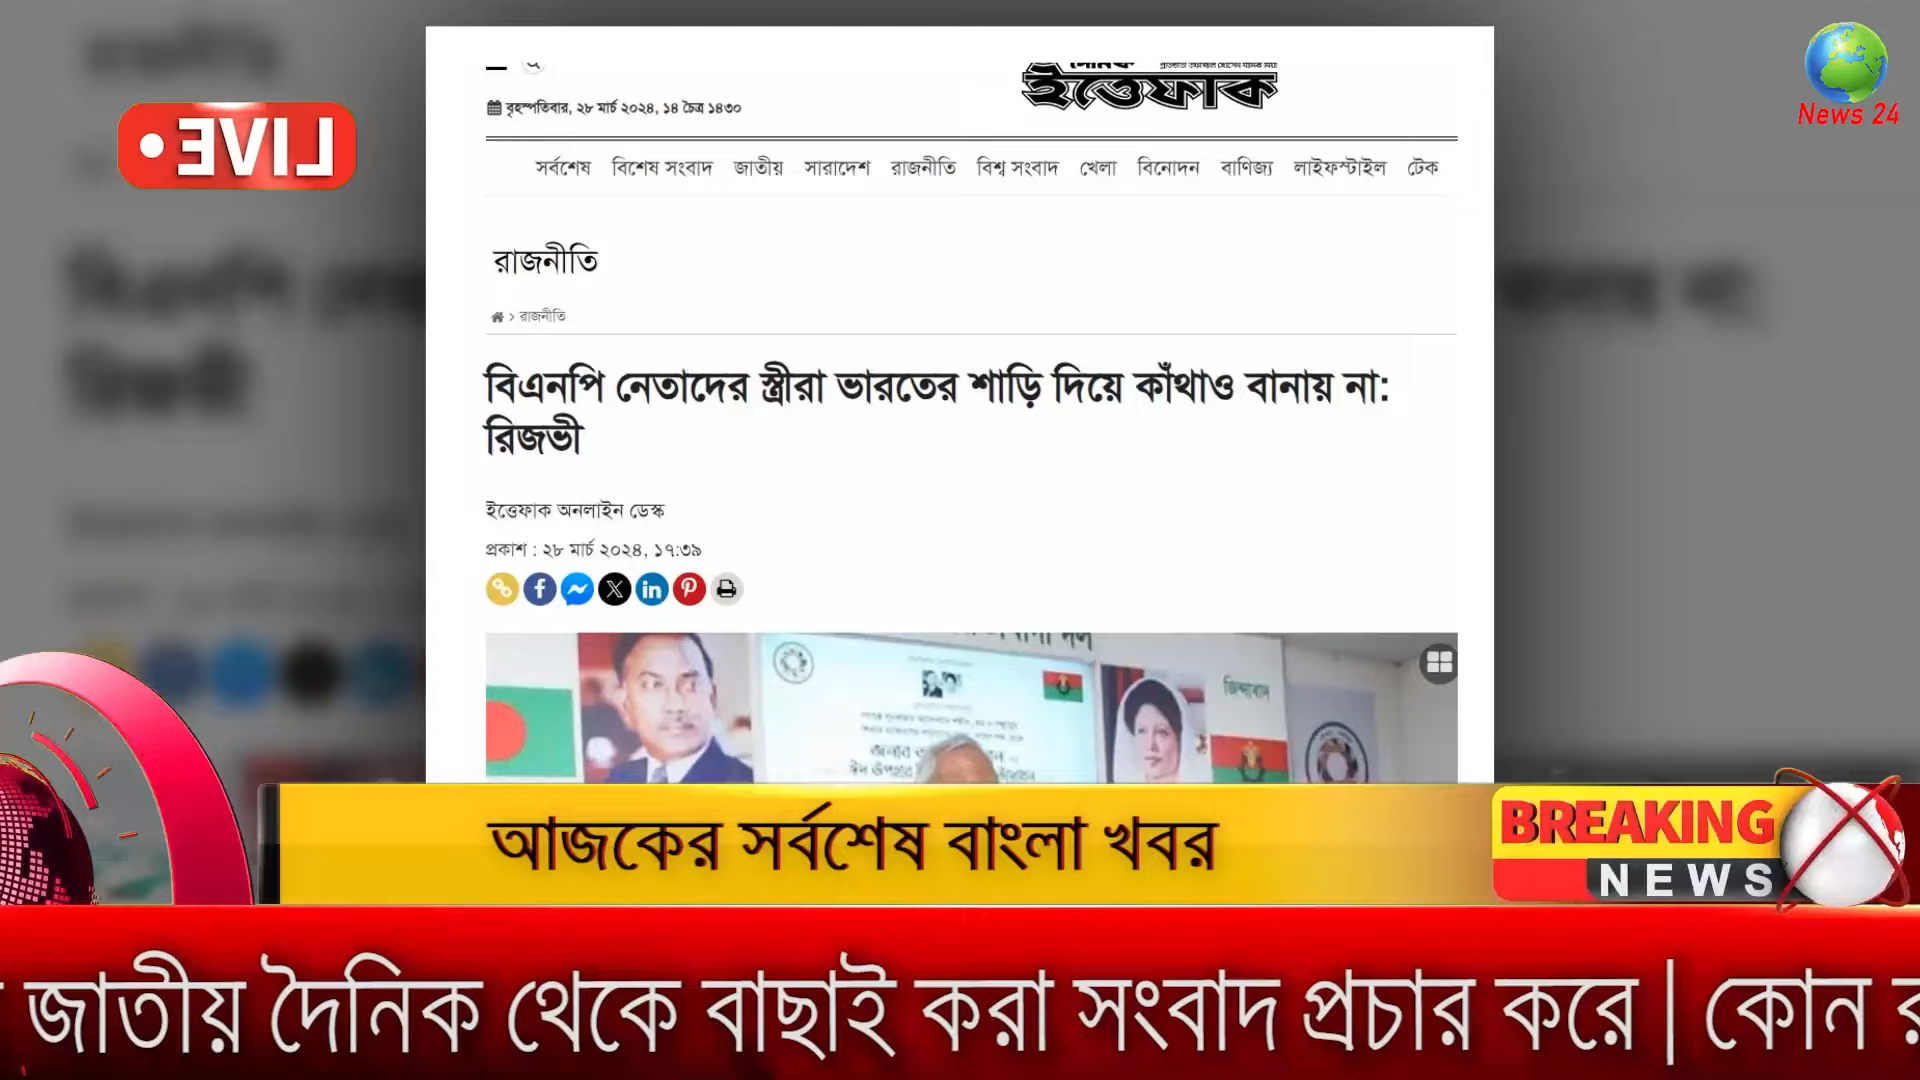 LIVE
News 24
দৈনিক
ইত্তেফাক
বৃহস্পতিবার, ২৮ মার্চ ২০২৪, ১৪ চৈত্র ১৪৩০
সর্বশেষ বিশেষ সংবাদ জাতীয় সারাদেশ রাজনীতি বিশ্ব সংবাদ খেলা বিনোদন বাণিজ্য লাইফস্টাইল টেক
রাজনীতি
> রাজনীতি
বিএনপি নেতাদের স্ত্রীরা ভারতের শাড়ি দিয়ে কাঁথাও বানায় না:
রিজভী
ইত্তেফাক অনলাইন ডেস্ক
প্রকাশ : ২৮ মার্চ ২০২৪, ১৭:৩৯
জিন্দাবাদ
আজকের সর্বশেষ বাংলা খবর
BREAKING
NEWS
জাতীয় দৈনিক থেকে বাছাই করা সংবাদ প্রচার করে | কোন